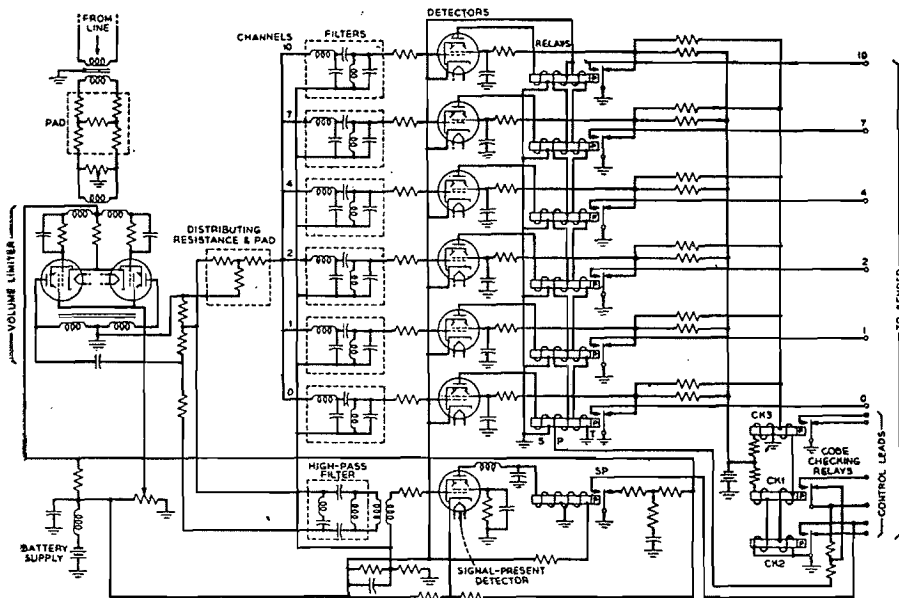 FROM
LINE
PAD
VOLUME LIMITER
BATTERY
SUPPLY
DISTRIBUTING
RESISTANCE & PAD
CHANNELS
10
7
4
2
1
0
FILTERS
HIGH-PASS
FILTER
DETECTORS
SIGNAL-PRESENT
DETECTOR
RELAYS
P
P
P
P
P
P
S P T
SP
P
10
7
4
2
1
0
CK3
P
CK1
P
CK2
P
CODE
CHECKING
RELAYS
CONTROL LEADS